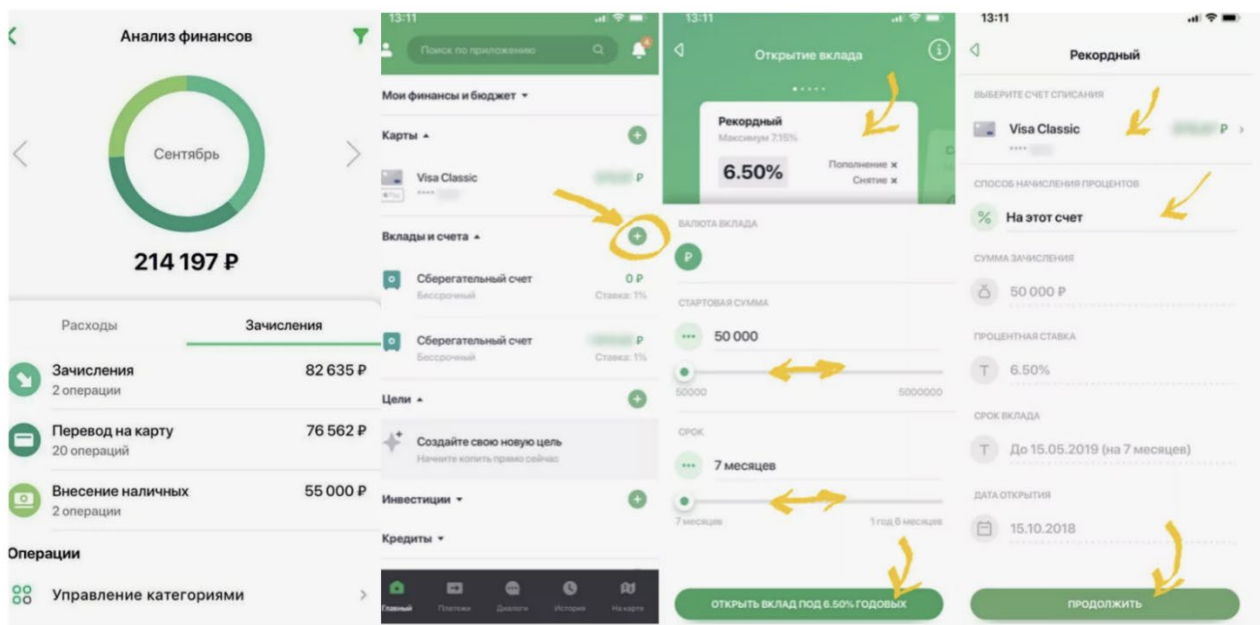 Анализ финансов
Сентябрь
214 197 ₽
Расходы
Зачисления
Зачисления
82 635 ₽
2 операции
Перевод на карту
76 562 ₽
20 операций
Внесение наличных
55 000 ₽
2 операции
Операции
Управление категориями
13:11
Поиск по приложению
4
Мои финансы и бюджет
Карты
Visa Classic
₽
Вклады и счета
Сберегательный счет
0 ₽
Бессрочный
Ставка: 1%
Сберегательный счет
₽
Бессрочный
Ставка: 1%
Цели
Создайте свою новую цель
Начните копить прямо сейчас
Инвестиции
Кредиты
Главный
Платежи
Диалоги
История
На карте
13:11
Открытие вклада
Рекордный
Максимум 7.15%
6.50%
Пополнение ×
Снятие ×
ВАЛЮТА ВКЛАДА
₽
СТАРТОВАЯ СУММА
50 000
50000
5000000
СРОК
7 месяцев
7 месяцев
1 год 6 месяцев
ОТКРЫТЬ ВКЛАД ПОД 6.50% ГОДОВЫХ
13:11
Рекордный
ВЫБЕРИТЕ СЧЕТ СПИСАНИЯ
Visa Classic
₽
СПОСОБ НАЧИСЛЕНИЯ ПРОЦЕНТОВ
% На этот счет
СУММА ЗАЧИСЛЕНИЯ
50 000 ₽
ПРОЦЕНТНАЯ СТАВКА
T 6.50%
СРОК ВКЛАДА
T До 15.05.2019 (на 7 месяцев)
ДАТА ОТКРЫТИЯ
15.10.2018
ПРОДОЛЖИТЬ